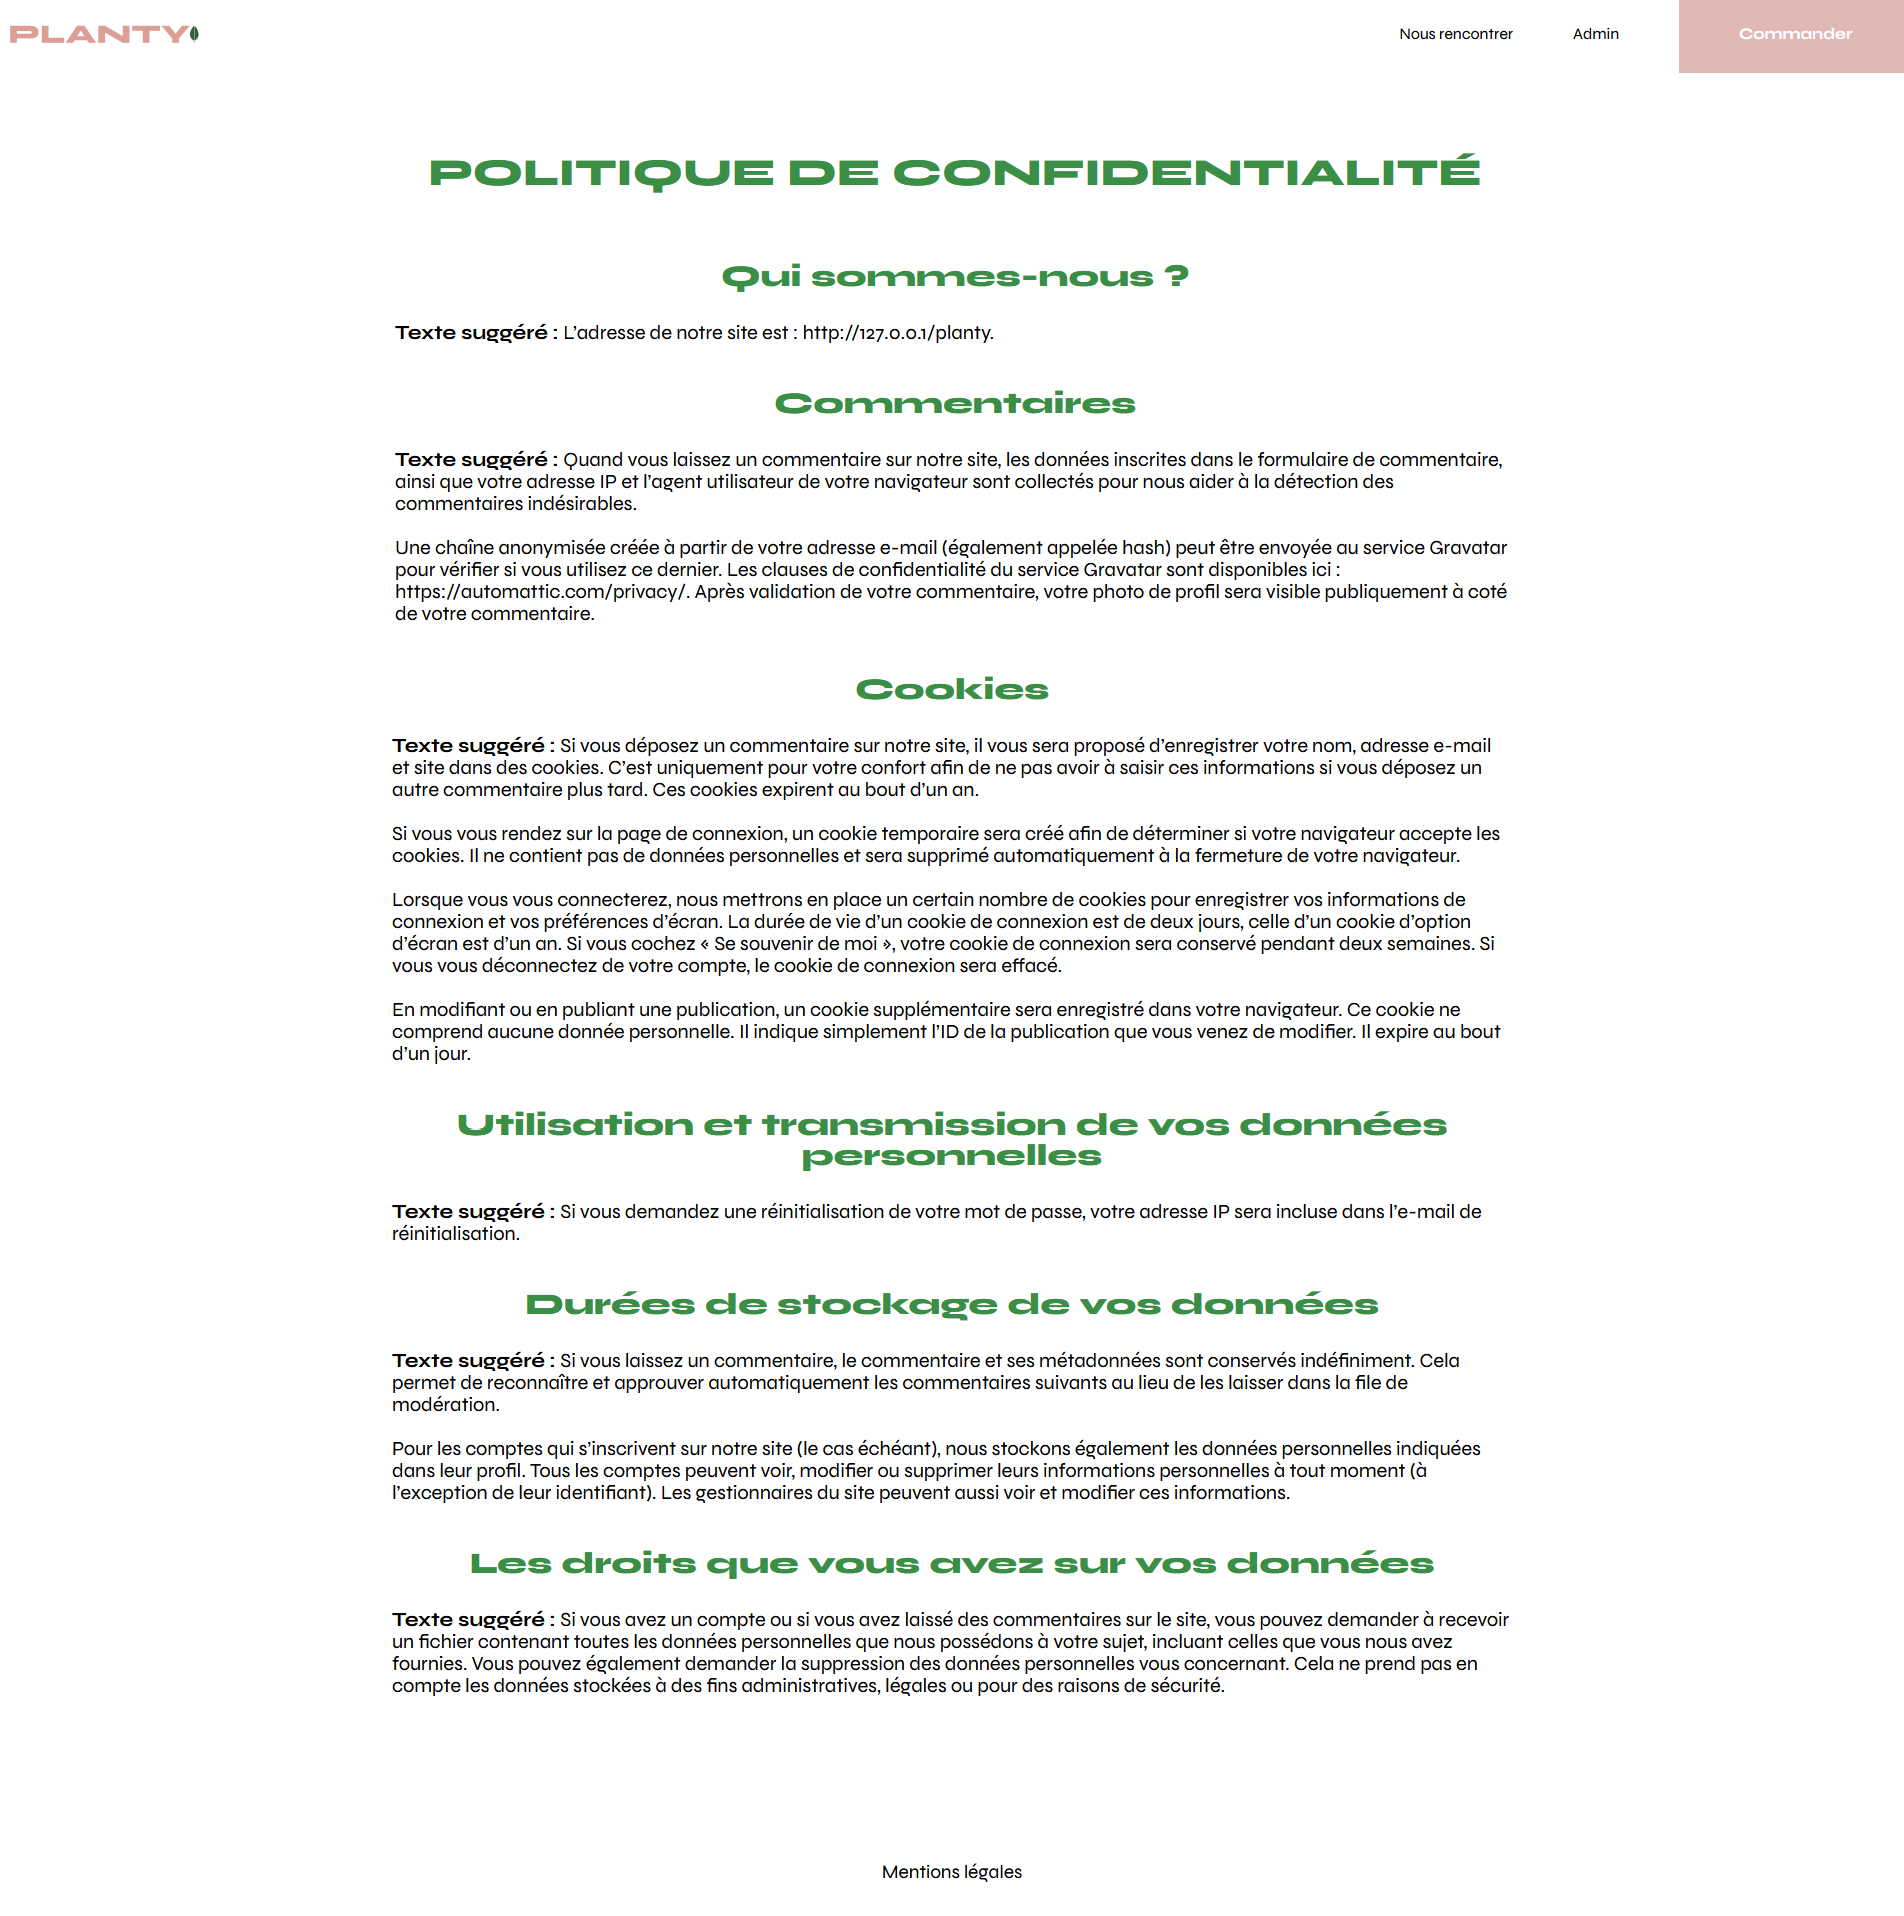 PLANTY
Nous rencontrer
Admin
Commander
POLITIQUE DE CONFIDENTIALITÉ
Qui sommes-nous ?
Texte suggéré : L’adresse de notre site est : http://127.0.0.1/planty.
Commentaires
Texte suggéré : Quand vous laissez un commentaire sur notre site, les données inscrites dans le formulaire de commentaire,
ainsi que votre adresse IP et l’agent utilisateur de votre navigateur sont collectés pour nous aider à la détection des
commentaires indésirables.
Une chaîne anonymisée créée à partir de votre adresse e-mail (également appelée hash) peut être envoyée au service Gravatar
pour vérifier si vous utilisez ce dernier. Les clauses de confidentialité du service Gravatar sont disponibles ici :
https://automattic.com/privacy/. Après validation de votre commentaire, votre photo de profil sera visible publiquement à coté
de votre commentaire.
Cookies
Texte suggéré : Si vous déposez un commentaire sur notre site, il vous sera proposé d’enregistrer votre nom, adresse e-mail
et site dans des cookies. C’est uniquement pour votre confort afin de ne pas avoir à saisir ces informations si vous déposez un
autre commentaire plus tard. Ces cookies expirent au bout d’un an.
Si vous vous rendez sur la page de connexion, un cookie temporaire sera créé afin de déterminer si votre navigateur accepte les
cookies. Il ne contient pas de données personnelles et sera supprimé automatiquement à la fermeture de votre navigateur.
Lorsque vous vous connecterez, nous mettrons en place un certain nombre de cookies pour enregistrer vos informations de
connexion et vos préférences d’écran. La durée de vie d’un cookie de connexion est de deux jours, celle d’un cookie d’option
d’écran est d’un an. Si vous cochez « Se souvenir de moi », votre cookie de connexion sera conservé pendant deux semaines. Si
vous vous déconnectez de votre compte, le cookie de connexion sera effacé.
En modifiant ou en publiant une publication, un cookie supplémentaire sera enregistré dans votre navigateur. Ce cookie ne
comprend aucune donnée personnelle. Il indique simplement l’ID de la publication que vous venez de modifier. Il expire au bout
d’un jour.
Utilisation et transmission de vos données
personnelles
Texte suggéré : Si vous demandez une réinitialisation de votre mot de passe, votre adresse IP sera incluse dans l’e-mail de
réinitialisation.
Durées de stockage de vos données
Texte suggéré : Si vous laissez un commentaire, le commentaire et ses métadonnées sont conservés indéfiniment. Cela
permet de reconnaître et approuver automatiquement les commentaires suivants au lieu de les laisser dans la file de
modération.
Pour les comptes qui s’inscrivent sur notre site (le cas échéant), nous stockons également les données personnelles indiquées
dans leur profil. Tous les comptes peuvent voir, modifier ou supprimer leurs informations personnelles à tout moment (à
l’exception de leur identifiant). Les gestionnaires du site peuvent aussi voir et modifier ces informations.
Les droits que vous avez sur vos données
Texte suggéré : Si vous avez un compte ou si vous avez laissé des commentaires sur le site, vous pouvez demander à recevoir
un fichier contenant toutes les données personnelles que nous possédons à votre sujet, incluant celles que vous nous avez
fournies. Vous pouvez également demander la suppression des données personnelles vous concernant. Cela ne prend pas en
compte les données stockées à des fins administratives, légales ou pour des raisons de sécurité.
Mentions légales